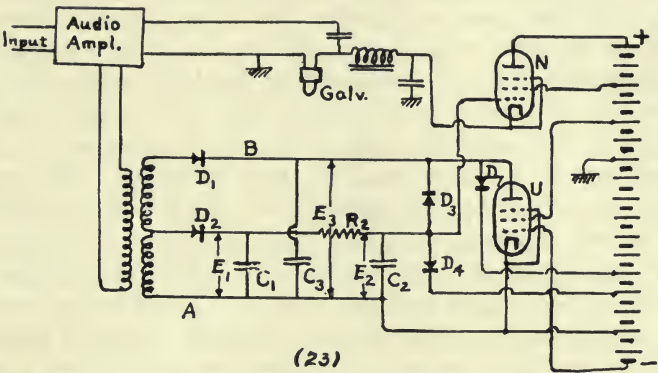 Audio
Ampl.
Input
Galv.
N
+
B
D₁
D₂
E₁
C₁
C₃
E₃
R₂
E₂
C₂
D₃
D₄
D
U
A
−
(23)